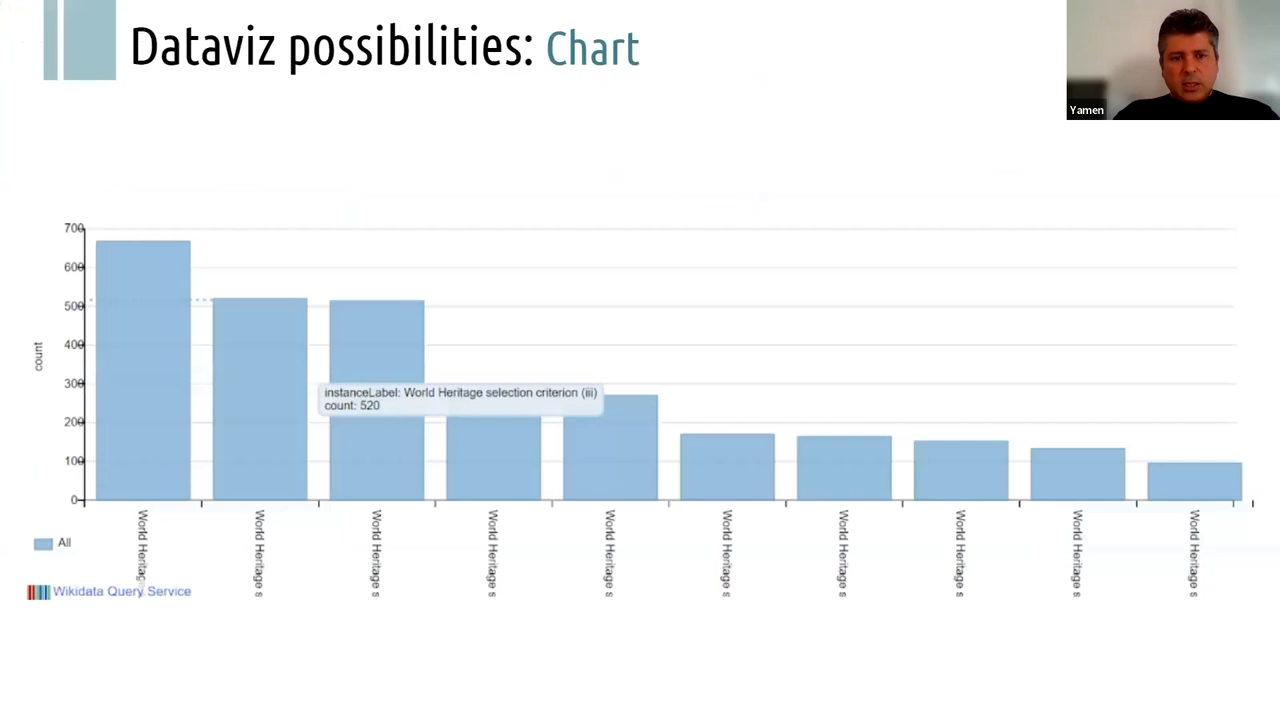 Dataviz possibilities: Chart
Yamen
700
600
500
400
300
200
100
0
count
instanceLabel: World Heritage selection criterion (iii)
count: 520
World Heritage
World Heritage s
World Heritage s
World Heritage s
World Heritage s
World Heritage s
World Heritage s
World Heritage s
World Heritage s
World Heritage s
All
Wikidata Query Service